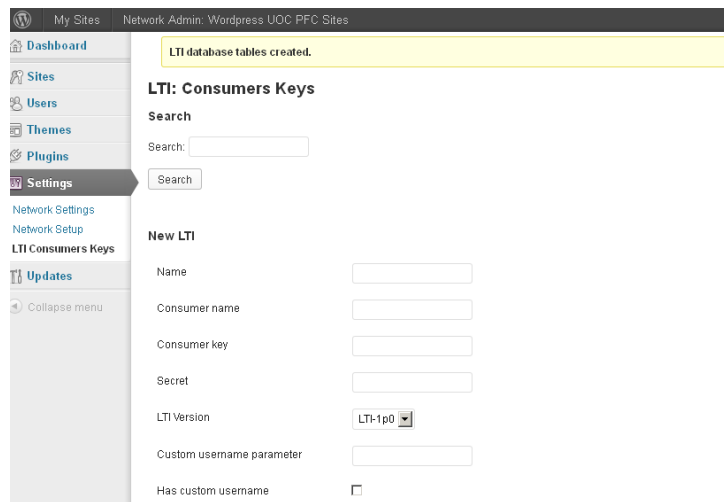 My Sites Network Admin: Wordpress UOC PFC Sites
Dashboard
Sites
Users
Themes
Plugins
Settings
Network Settings
Network Setup
LTI Consumers Keys
Updates
Collapse menu
LTI database tables created.
LTI: Consumers Keys
Search
Search:
Search
New LTI
Name
Consumer name
Consumer key
Secret
LTI Version LTI-1p0
Custom username parameter
Has custom username